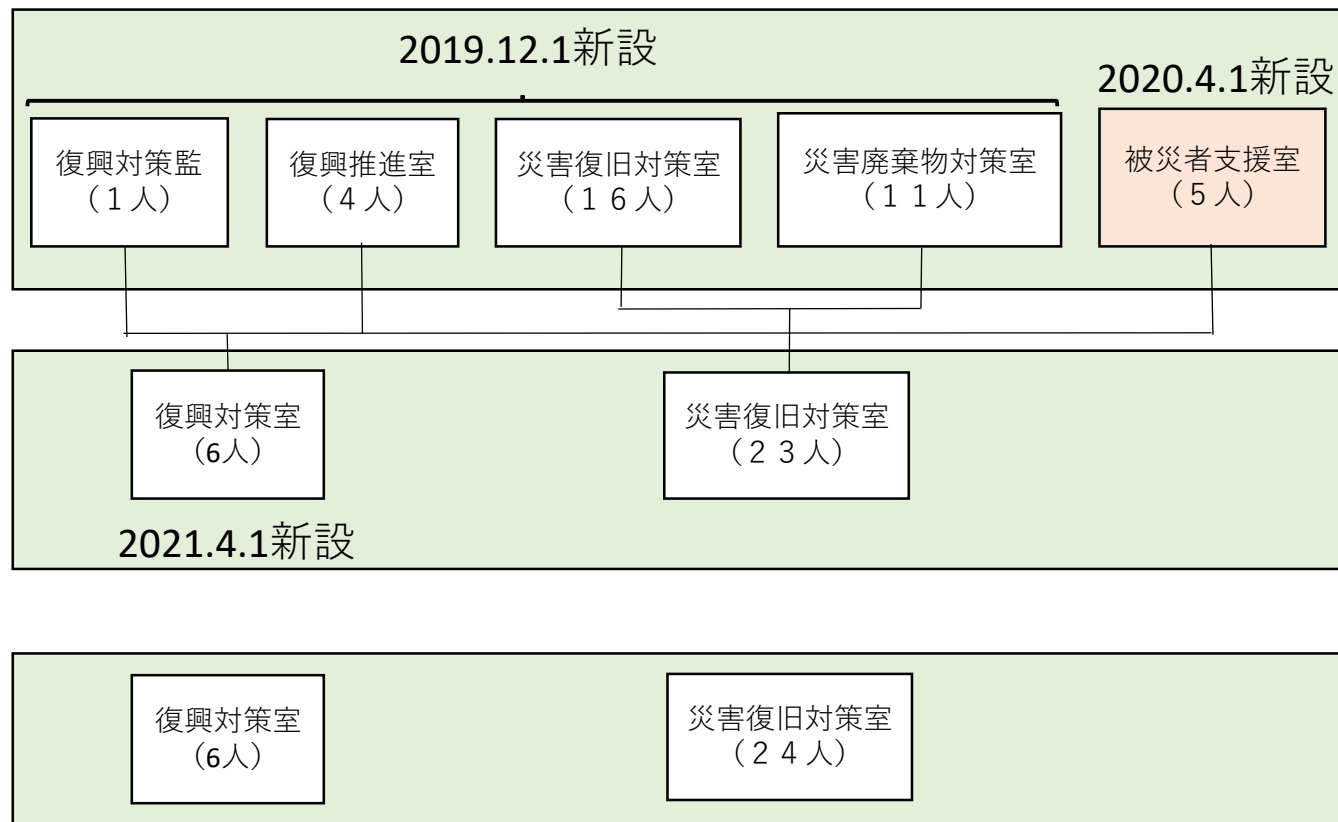 2019.12.1新設
2020.4.1新設
復興対策監
（１人）
復興推進室
（４人）
災害復旧対策室
（１６人）
災害廃棄物対策室
（１１人）
被災者支援室
（５人）
復興対策室
（6人）
災害復旧対策室
（２３人）
2021.4.1新設
復興対策室
（6人）
災害復旧対策室
（２４人）